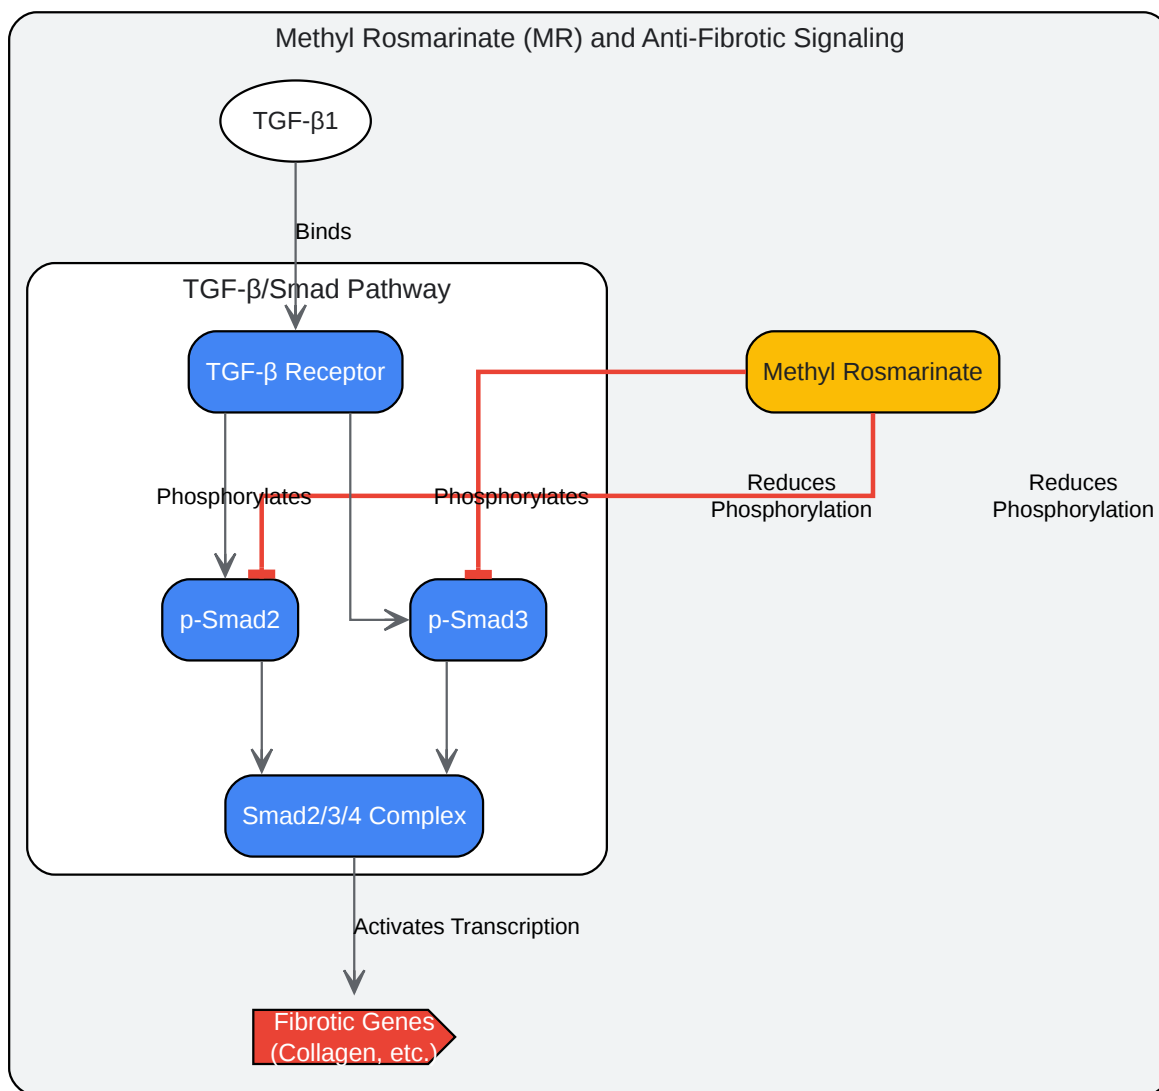 Methyl Rosmarinate (MR) and Anti-Fibrotic Signaling
TGF-β1
Binds
TGF-β/Smad Pathway
TGF-β Receptor
Methyl Rosmarinate
Phosphorylates
Phosphorylates
Reduces
Phosphorylation
Reduces
Phosphorylation
p-Smad2
p-Smad3
Smad2/3/4 Complex
Activates Transcription
Fibrotic Genes
(Collagen, etc.)